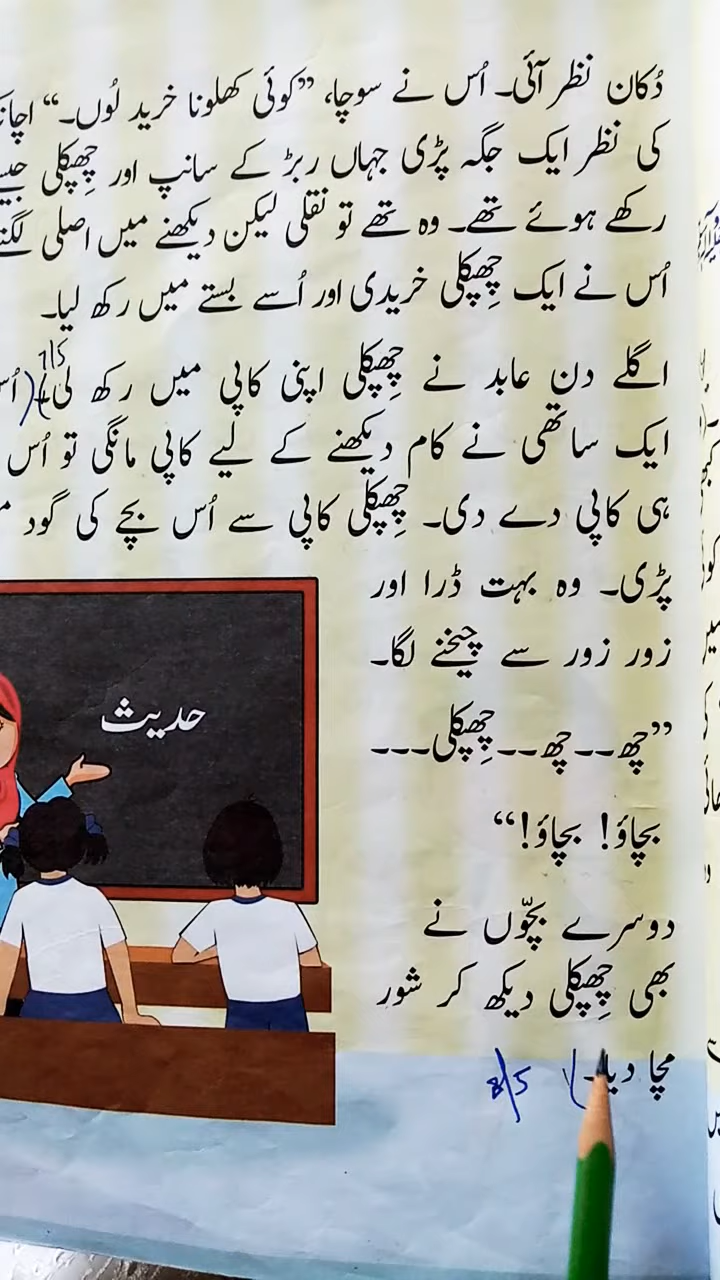 دُکان نظر آئی۔ اُس نے سوچا، ”کوئی کھلونا خرید لُوں۔“
کی نظر ایک جگہ پڑی جہاں ربڑ کے سانپ اور چِھپکلی
رکھے ہوئے تھے۔ وہ تھے تو نقلی لیکن دیکھنے میں اصلی
اُس نے ایک چِھپکلی خریدی اور اُسے بستے میں رکھ لیا۔
7/5
اگلے دن عابد نے چِھپکلی اپنی کاپی میں رکھ لی۔
ایک ساتھی نے کام دیکھنے کے لیے کاپی مانگی تو اُس
ہی کاپی دے دی۔ چِھپکلی کاپی سے اُس بچے کی گود
پڑی۔ وہ بہت ڈرا اور
زور زور سے چیخنے لگا۔
حدیث
”چھ--چھ--چِھپکلی---
بچاؤ! بچاؤ!“
دوسرے بچّوں نے
بھی چِھپکلی دیکھ کر شور
مچا دیا۔ 8/5